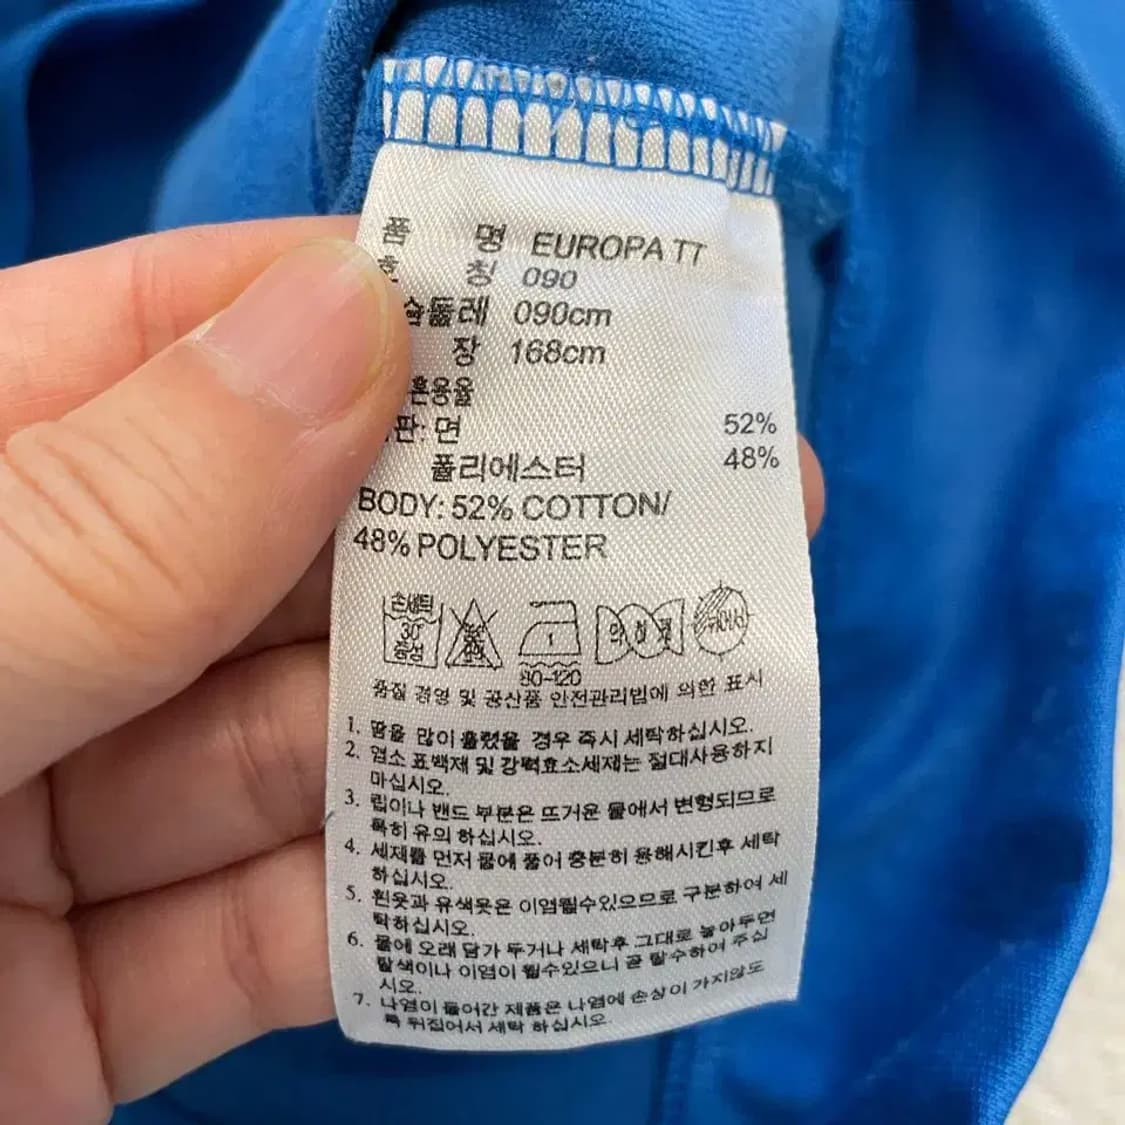 품 명 EUROPA TT
칭 090
슴둘레 090cm
장 168cm
혼용율
판: 면 52%
폴리에스터 48%
BODY: 52% COTTON/
48% POLYESTER
손세탁
30°
중성
1
80-120
품질 경영 및 공산품 안전관리법에 의한 표시
1. 땀을 많이 흘렸을 경우 즉시 세탁하십시오.
2. 염소 표백제 및 강력효소세제는 절대사용하지
마십시오.
3. 립이나 밴드 부분은 뜨거운 물에서 변형되므로
특히 유의 하십시오.
4. 세제를 먼저 물에 풀어 충분히 용해시킨후 세탁
하십시오.
5. 흰옷과 유색옷은 이염될수있으므로 구분하여 세
탁하십시오.
6. 물에 오래 담가 두거나 세탁후 그대로 놓아두면
탈색이나 이염이 될수있으니 곧 탈수하여 주십
시오.
7. 나염이 들어간 제품은 나염에 손상이 가지않도
록 뒤집어서 세탁 하십시오.